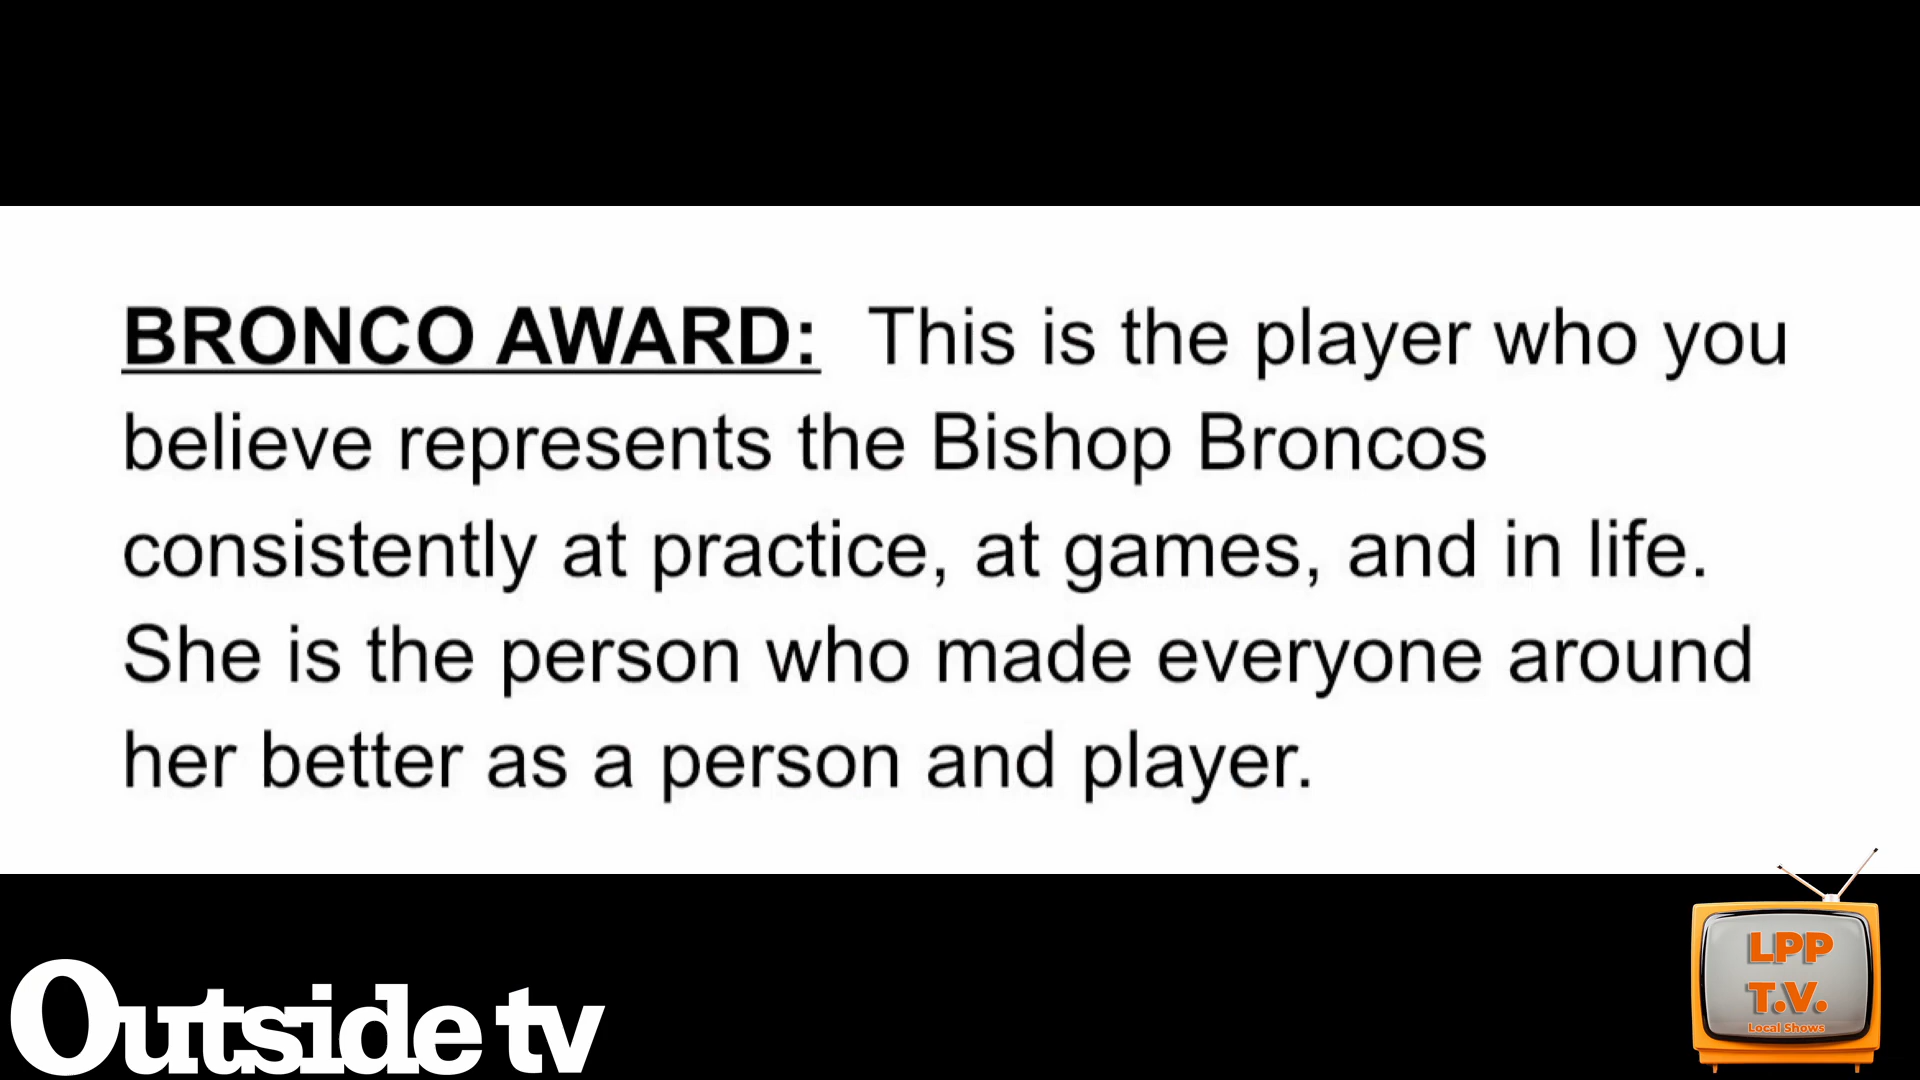 BRONCO AWARD: This is the player who you
believe represents the Bishop Broncos
consistently at practice, at games, and in life.
She is the person who made everyone around
her better as a person and player.
Outside tv
LPP
T.V.
Local Shows